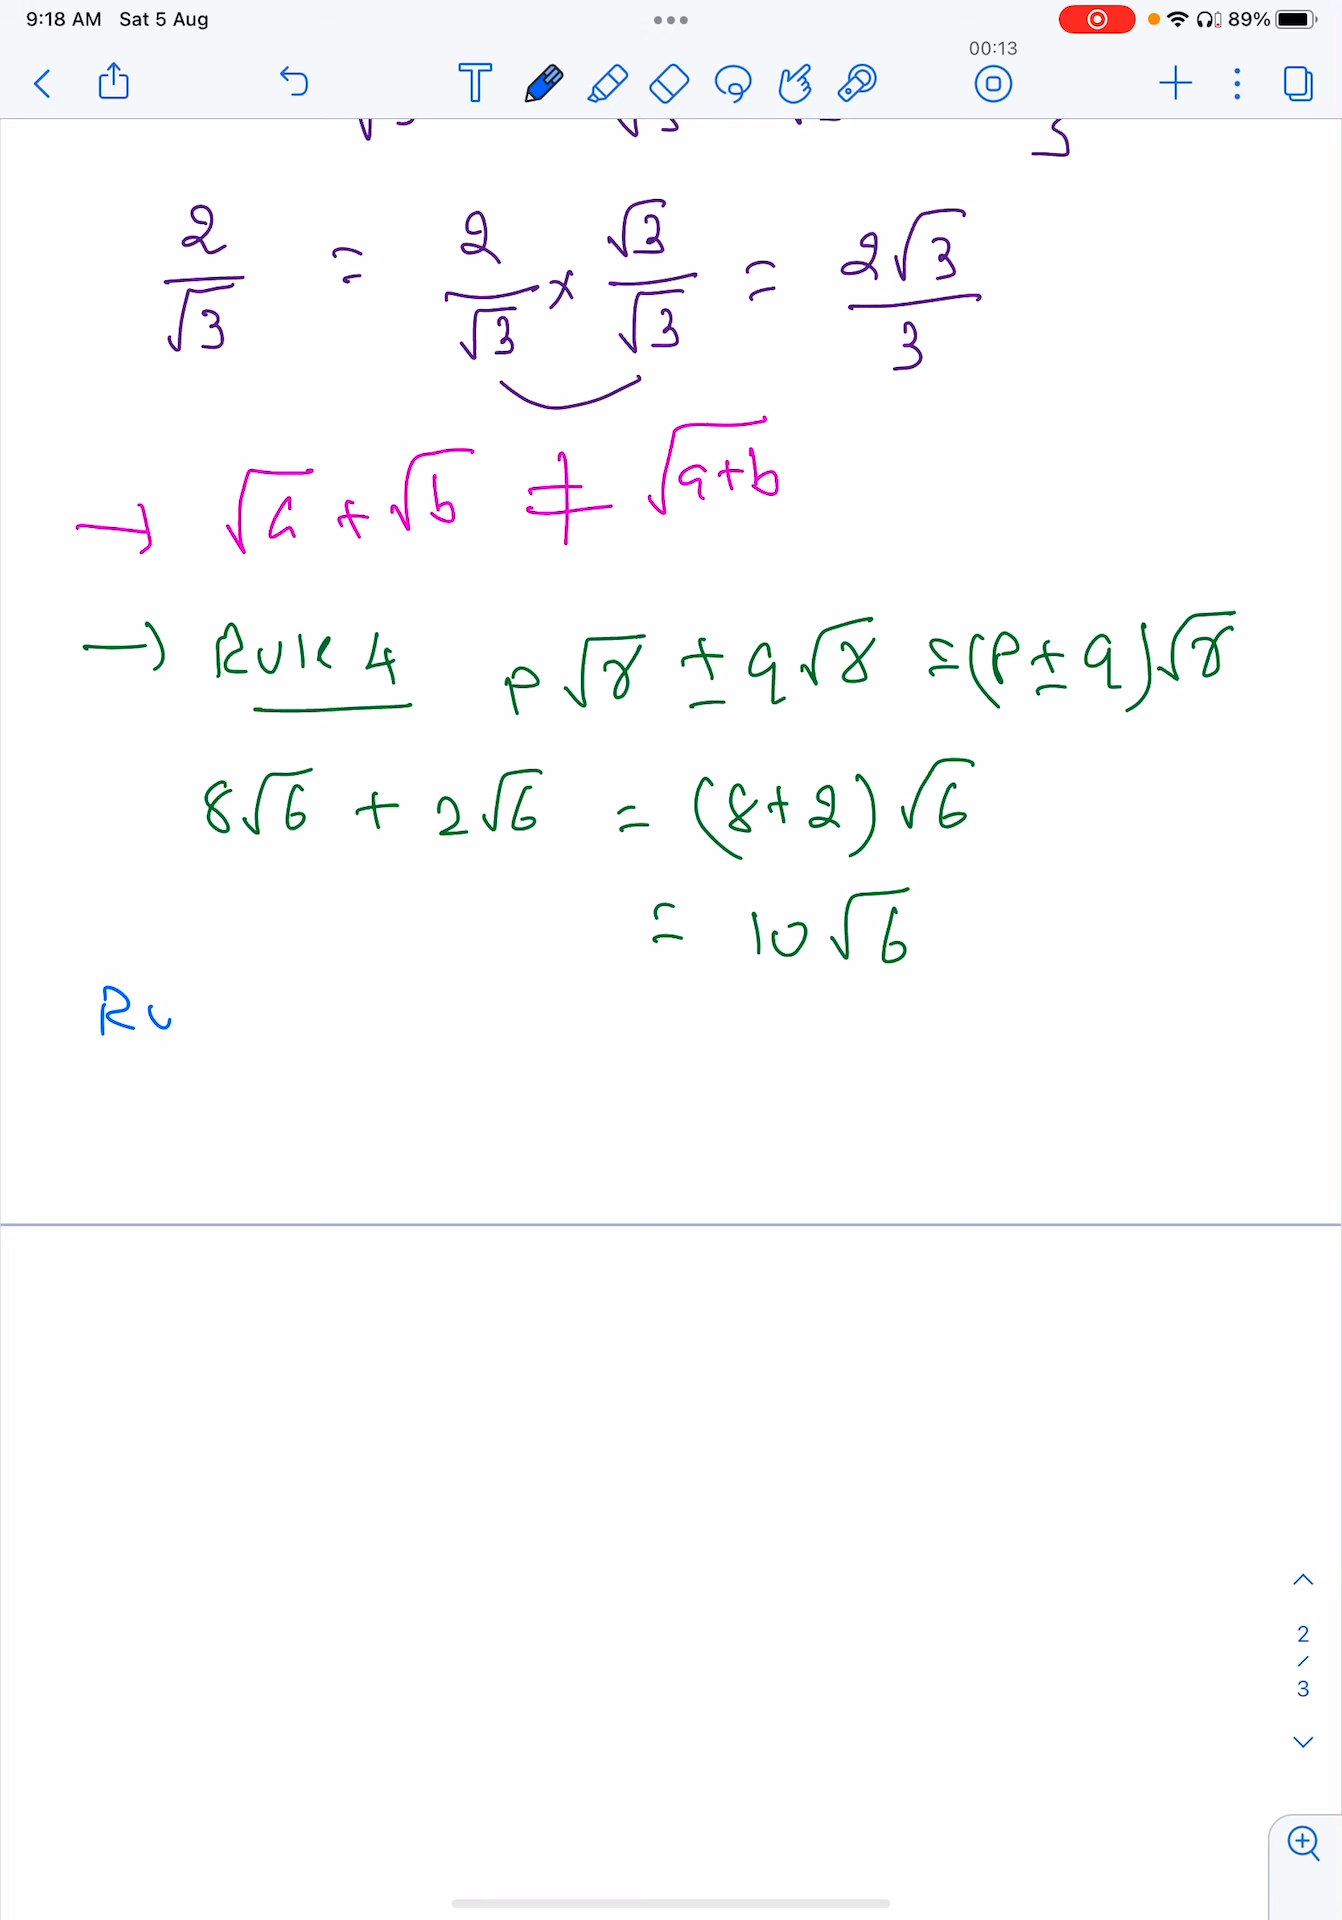 9:18 AM Sat 5 Aug
89%
00:13
2/√3 = 2/√3 × √3/√3 = 2√3/3
→ √a + √b ≠ √a+b
→ Rule 4 p√r ± q√r = (p ± q)√r
8√6 + 2√6 = (8+2)√6
= 10√6
Ru
2
/
3